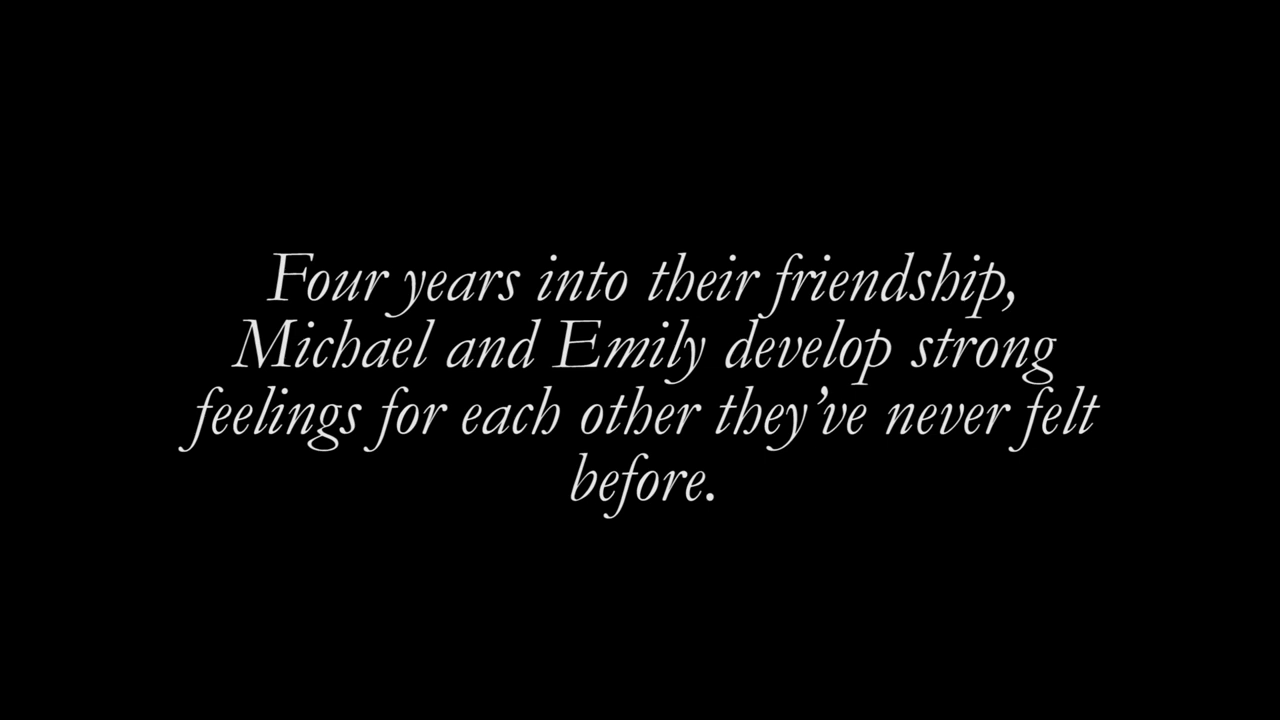 Four years into their friendship,
Michael and Emily develop strong
feelings for each other they’ve never felt
before.